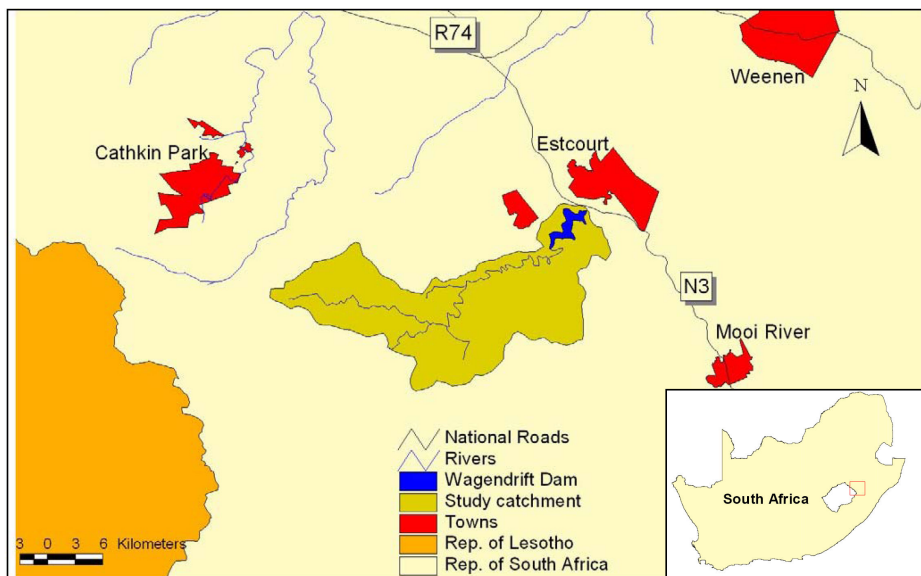 R74
Weenen
N
Cathkin Park
Estcourt
N3
Mooi River
National Roads
Rivers
Wagendrift Dam
Study catchment
Towns
Rep. of Lesotho
Rep. of South Africa
3 0 3 6 Kilometers
South Africa